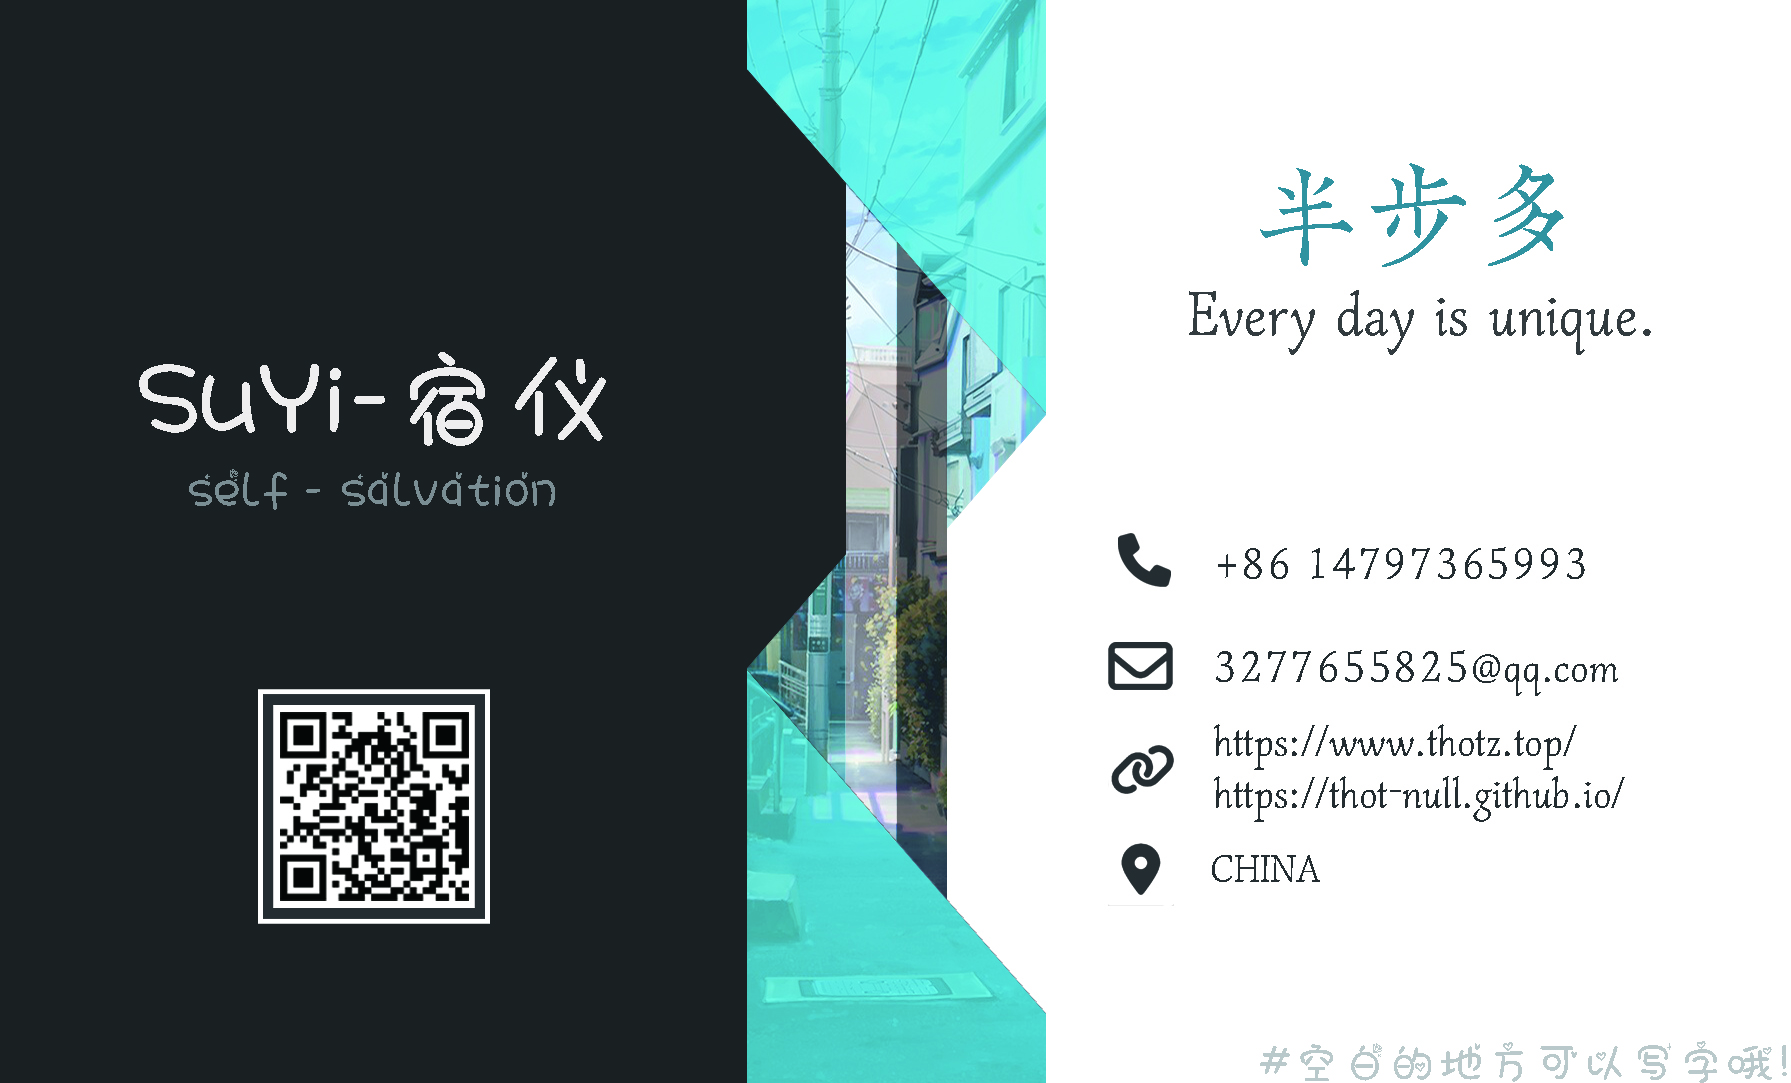 SuYi-宿仪
self - salvation
半步多
Every day is unique.
+86 14797365993
3277655825@qq.com
https://www.thotz.top/
https://thot-null.github.io/
CHINA
#空白的地方可以写字哦!